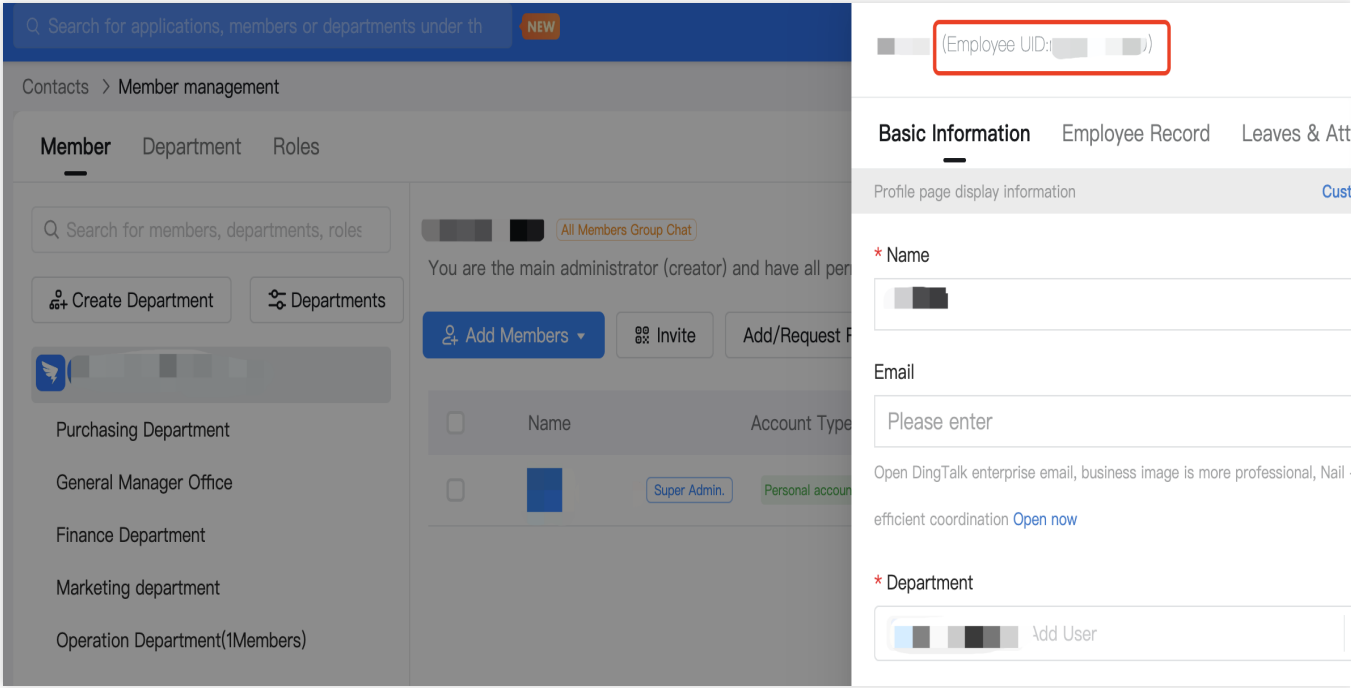 Search for applications, members or departments under th
NEW
Contacts > Member management
Member Department Roles
Search for members, departments, roles
Create Department Departments
Purchasing Department
General Manager Office
Finance Department
Marketing department
Operation Department(1Members)
All Members Group Chat
You are the main administrator (creator) and have all per
Add Members Invite Add/Request
Name Account Type
Super Admin. Personal accoun
(Employee UID: )
Basic Information Employee Record Leaves & Att
Profile page display information Cust
* Name
Email
Please enter
Open DingTalk enterprise email, business image is more professional, Nail
efficient coordination Open now
* Department
Add User